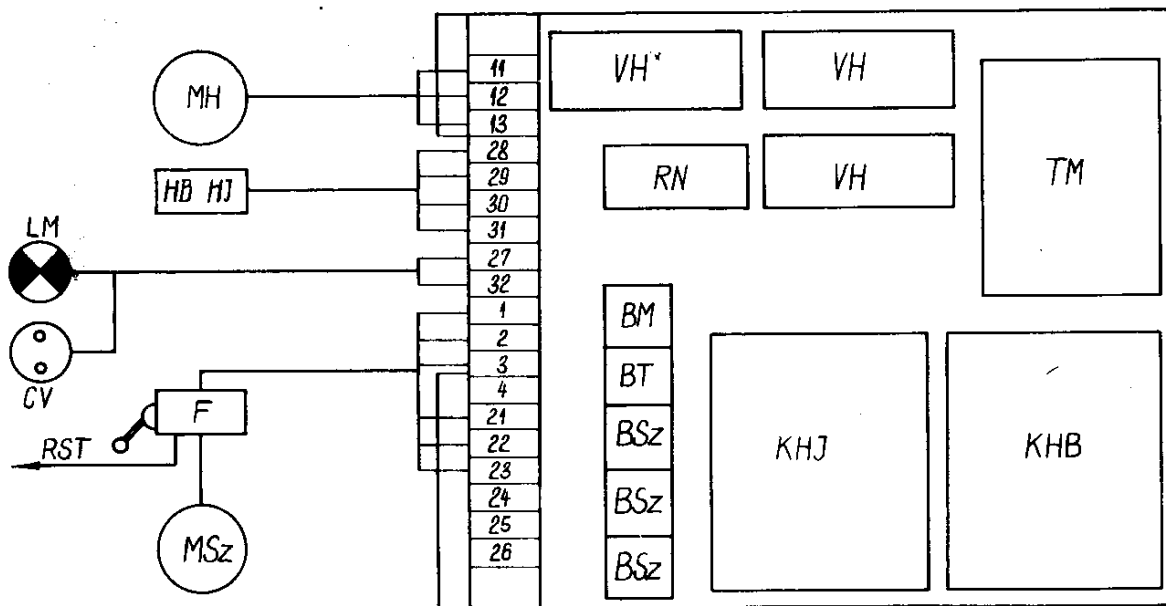 MH
HB HJ
LM
CV
F
RST
MSz
11
12
13
28
29
30
31
27
32
1
2
3
4
21
22
23
24
25
26
VH
VH
RN
VH
TM
BM
BT
BSz
BSz
BSz
KHJ
KHB